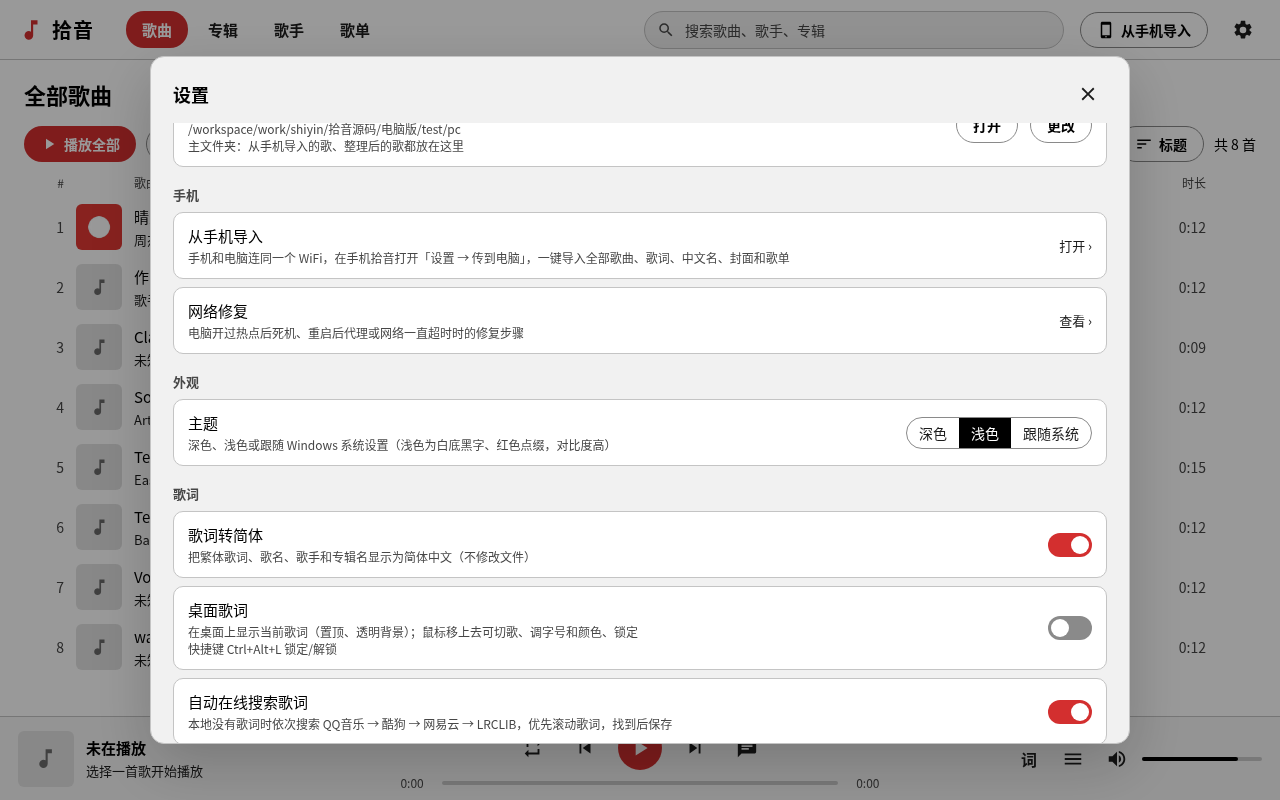 拾音
歌曲
专辑
歌手
歌单
搜索歌曲、歌手、专辑
从手机导入
全部歌曲
播放全部
标题
共 8 首
#
时长
1
0:12
2
歌手
0:12
3
0:09
4
0:12
5
0:15
6
0:12
7
0:12
8
0:12
设置
/workspace/work/shiyin/拾音源码/电脑版/test/pc
主文件夹：从手机导入的歌、整理后的歌都放在这里
打开
更改
手机
从手机导入
手机和电脑连同一个 WiFi，在手机拾音打开「设置 → 传到电脑」，一键导入全部歌曲、歌词、中文名、封面和歌单
打开 ›
网络修复
电脑开过热点后死机、重启后代理或网络一直超时时的修复步骤
查看 ›
外观
主题
深色、浅色或跟随 Windows 系统设置（浅色为白底黑字、红色点缀，对比度高）
深色
浅色
跟随系统
歌词
歌词转简体
把繁体歌词、歌名、歌手和专辑名显示为简体中文（不修改文件）
桌面歌词
在桌面上显示当前歌词（置顶、透明背景）；鼠标移上去可切歌、调字号和颜色、锁定
快捷键 Ctrl+Alt+L 锁定/解锁
自动在线搜索歌词
本地没有歌词时依次搜索 QQ音乐 → 酷狗 → 网易云 → LRCLIB，优先滚动歌词，找到后保存
未在播放
选择一首歌开始播放
0:00
0:00
词